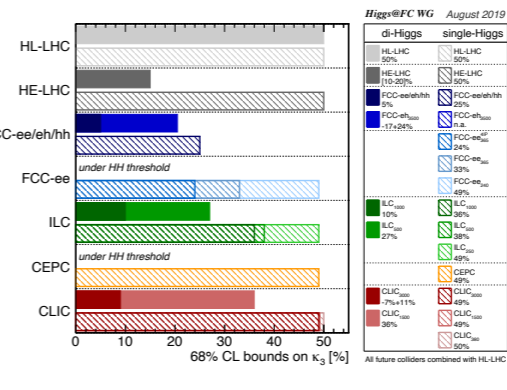 Higgs@FC WG August 2019
di-Higgs single-Higgs
HL-LHC
HE-LHC
CC-ee/eh/hh
under HH threshold
FCC-ee
ILC
under HH threshold
CEPC
CLIC
0 10 20 30 40 50
68% CL bounds on κ3 [%]
HL-LHC 50% HL-LHC 50%
HE-LHC [10-20]% HE-LHC 50%
FCC-ee/eh/hh 5% FCC-ee/eh/hh 25%
FCC-eh3500 -17+24% FCC-eh3500 n.a.
FCC-ee4IP365 24%
FCC-ee365 33%
FCC-ee240 49%
ILC1000 10% ILC1000 36%
ILC500 27% ILC500 38%
ILC250 49%
CEPC 49%
CLIC3000 -7%+11% CLIC3000 49%
CLIC1500 36% CLIC1500 49%
CLIC380 50%
All future colliders combined with HL-LHC